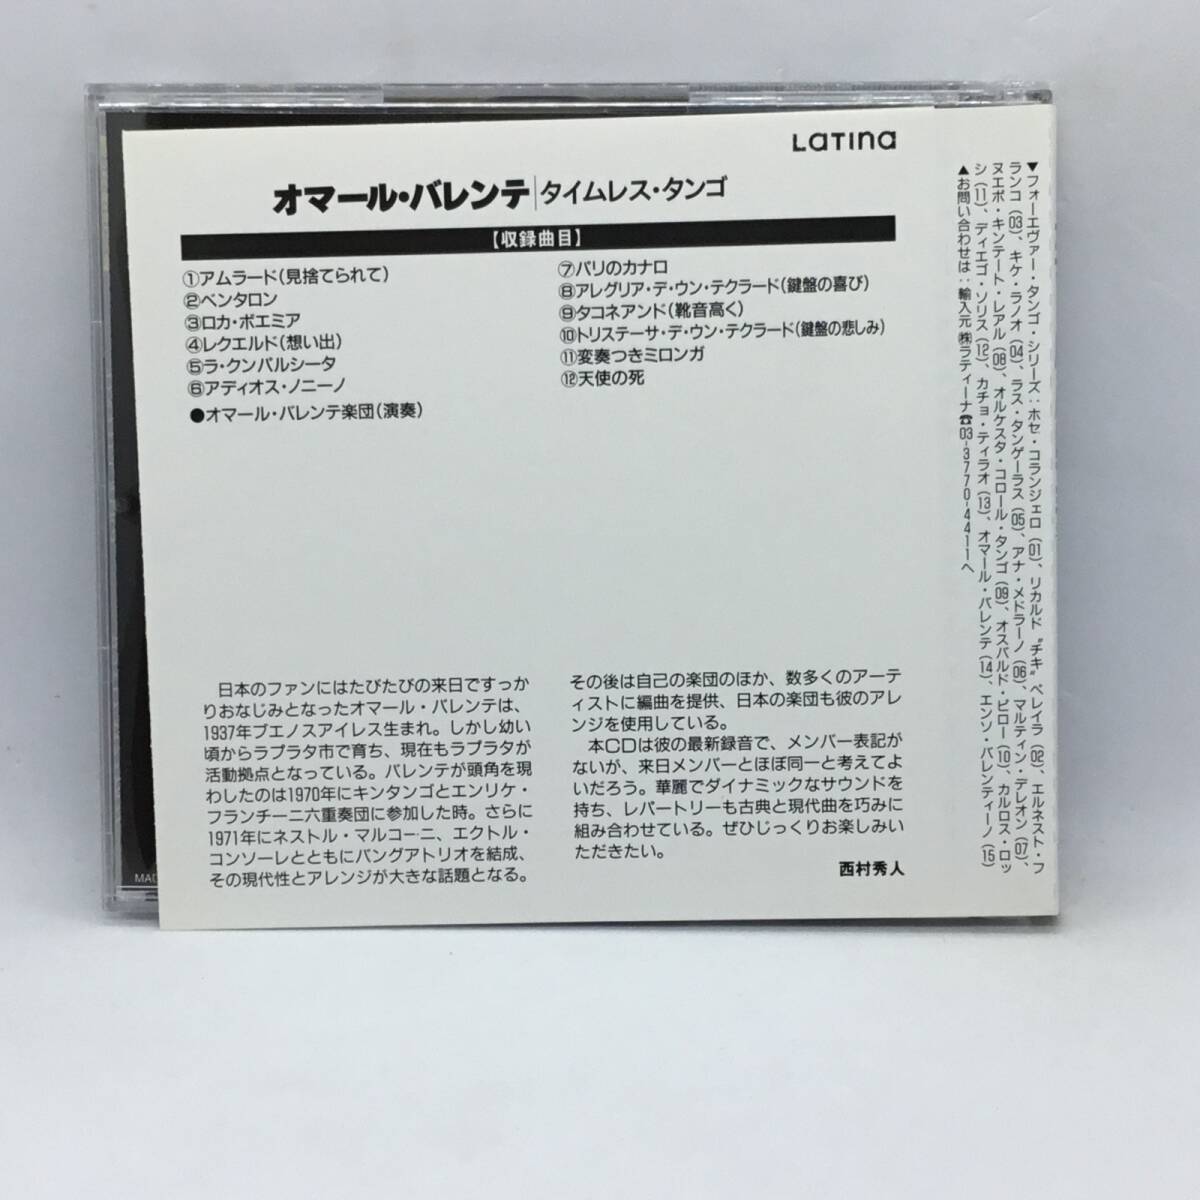 LaTIna
オマール・バレンテ|タイムレス・タンゴ
【収録曲目】
①アムラード(見捨てられて)
②ベンタロン
③ロカ・ボエミア
④レクエルド(想い出)
⑤ラ・クンパルシータ
⑥アディオス・ノニーノ
●オマール・バレンテ楽団(演奏)
⑦パリのカナロ
⑧アレグリア・デ・ウン・テクラード(鍵盤の喜び)
⑨タコネアンド(靴音高く)
⑩トリステーサ・デ・ウン・テクラード(鍵盤の悲しみ)
⑪変奏つきミロンガ
⑫天使の死
日本のファンにはたびたびの来日ですっか
りおなじみとなったオマール・バレンテは、
1937年ブエノスアイレス生まれ。しかし幼い
頃からラプラタ市で育ち、現在もラプラタが
活動拠点となっている。バレンテが頭角を現
わしたのは1970年にキンタンゴとエンリケ・
フランチーニ六重奏団に参加した時。さらに
1971年にネストル・マルコーニ、エクトル・
コンソーレとともにバングアトリオを結成、
その現代性とアレンジが大きな話題となる。
その後は自己の楽団のほか、数多くのアーテ
ィストに編曲を提供、日本の楽団も彼のアレ
ンジを使用している。
本CDは彼の最新録音で、メンバー表記が
ないが、来日メンバーとほぼ同一と考えてよ
いだろう。華麗でダイナミックなサウンドを
持ち、レパートリーも古典と現代曲を巧みに
組み合わせている。ぜひじっくりお楽しみい
ただきたい。
西村秀人
▼フォーエヴァー・タンゴ・シリーズ:ホセ・コランジェロ(01)、リカルド〝チキ〟ペレイラ(02)、エルネスト・フ
ランコ(03)、キケ・ラノオ(04)、ラス・タンゲーラス(05)、アナ・メドラーノ(06)、マルティン・デレオン(07)、
ヌエボ・キンテート・レアル(08)、オルケスタ・コロール・タンゴ(09)、オスバルド・ピロー(10)、カルロス・ロッ
シ(11)、ディエゴ・ソリス(12)、カチョ・ティラオ(13)、オマール・バレンテ(14)、エンソ・バレンティーノ(15)
▲お問い合わせは:輸入元㈱ラティーナ☎03-3770-4411へ